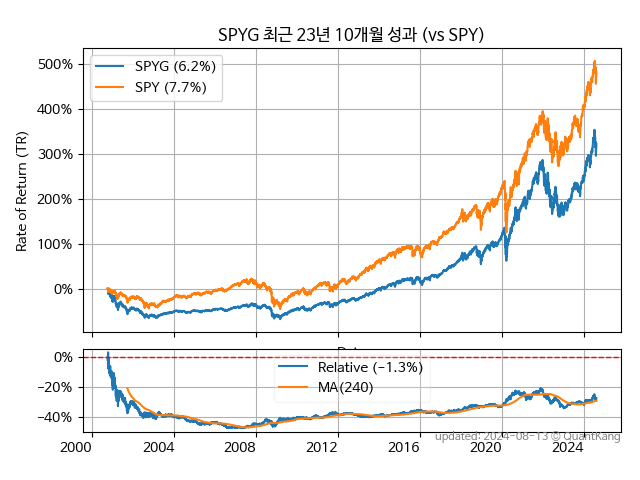 SPYG 최근 23년 10개월 성과 (vs SPY)
500%
400%
300%
200%
100%
0%
Rate of Return (TR)
SPYG (6.2%)
SPY (7.7%)
0%
−20%
−40%
Relative (−1.3%)
MA(240)
2000 2004 2008 2012 2016 2020 2024
updated: 2024-08-13 © QuantKang